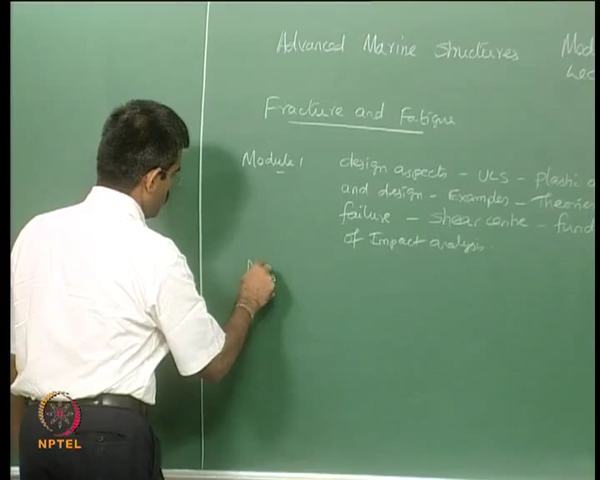 Advanced Marine Structures Mod
Lec
Fracture and Fatigue
Module 1 design aspects - ULS - Plastic a
and design - Examples - Theories
failure - Shear centre - fund
of Impact analysis.
NPTEL